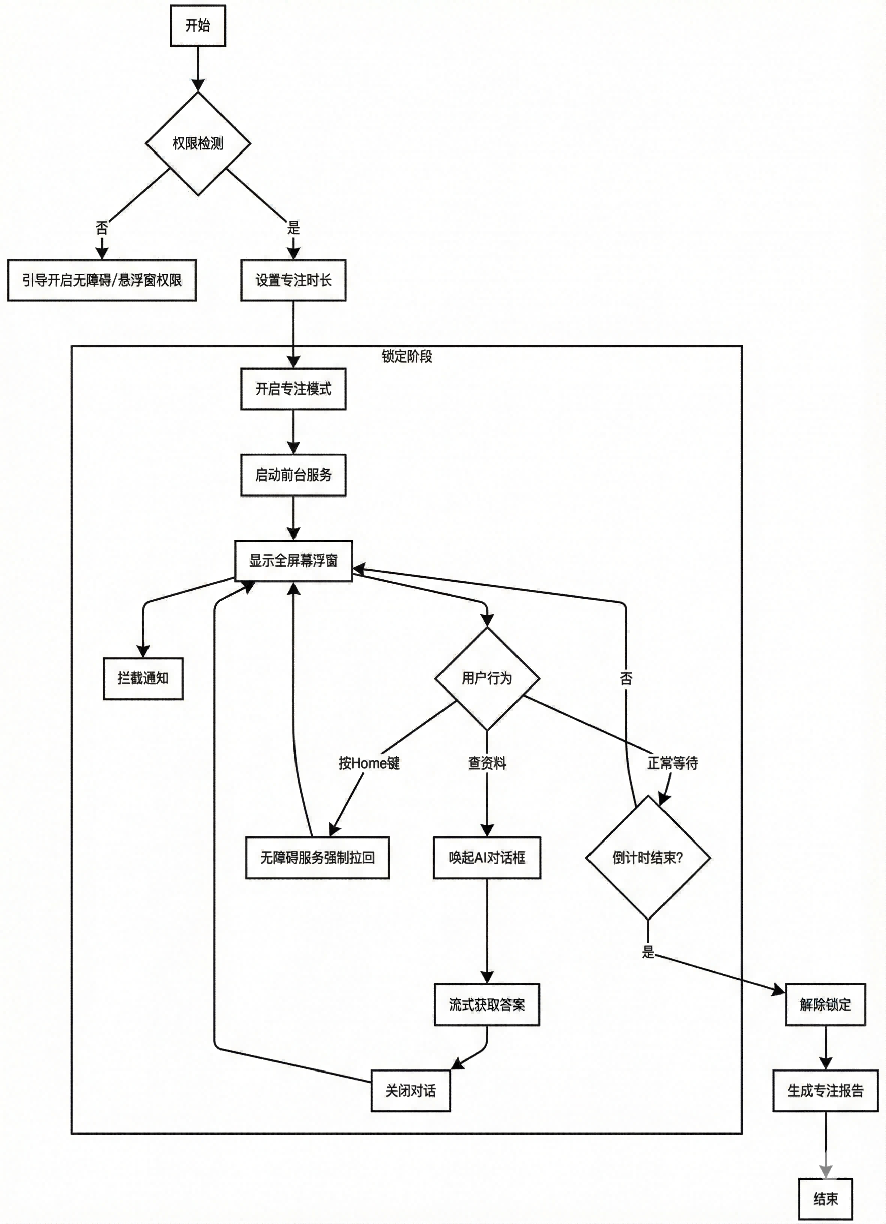 开始
权限检测
否
是
引导开启无障碍/悬浮窗权限
设置专注时长
锁定阶段
开启专注模式
启动前台服务
显示全屏幕浮窗
拦截通知
用户行为
否
按Home键
查资料
正常等待
无障碍服务强制拉回
唤起AI对话框
倒计时结束?
是
流式获取答案
解除锁定
关闭对话
生成专注报告
结束